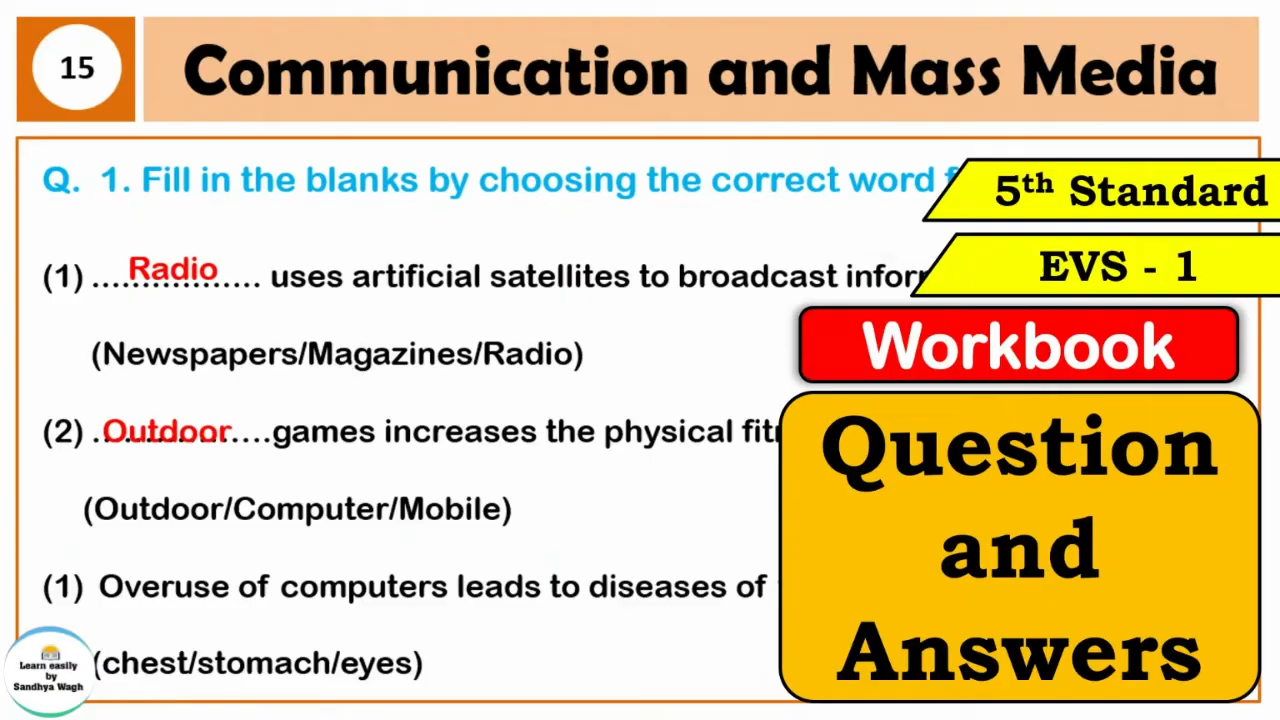 15
Communication and Mass Media
Q. 1. Fill in the blanks by choosing the correct word
5th Standard
EVS - 1
(1) ................. uses artificial satellites to broadcast
Radio
(Newspapers/Magazines/Radio)
Workbook
(2) .................games increases the physical
Outdoor
(Outdoor/Computer/Mobile)
(1) Overuse of computers leads to diseases of
(chest/stomach/eyes)
Question
and
Answers
Learn easily
by
Sandhya Wagh